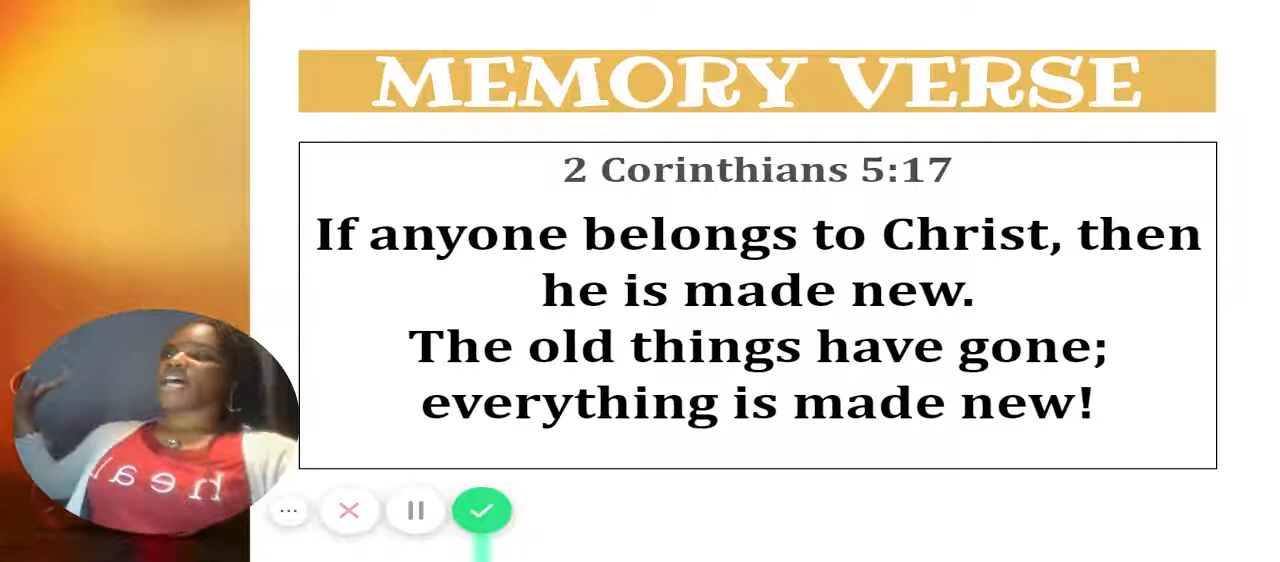 MEMORY VERSE
2 Corinthians 5:17
If anyone belongs to Christ, then
he is made new.
The old things have gone;
everything is made new!